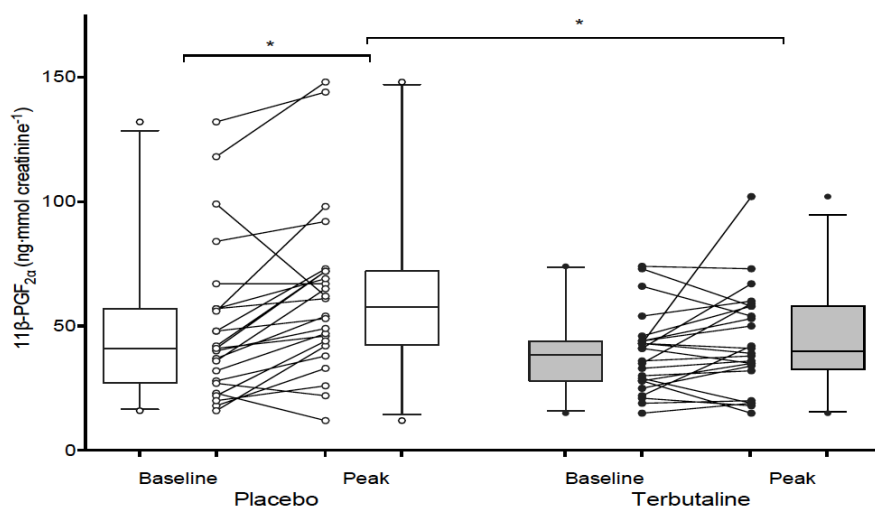 * *
150
100
50
0
11β-PGF2α (ng·mmol creatinine⁻¹)
Baseline Peak Baseline Peak
Placebo Terbutaline